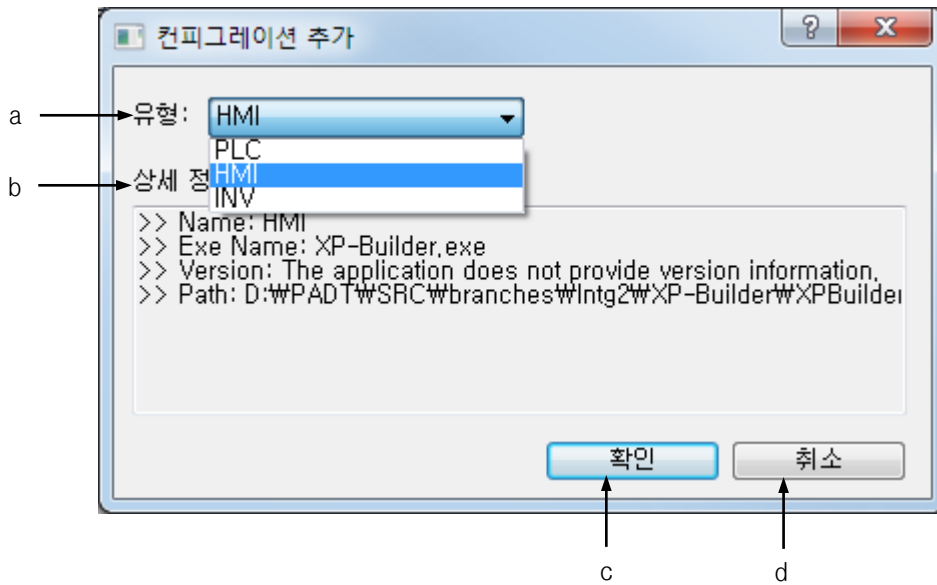 컨피그레이션 추가
a
유형:
HMI
PLC
HMI
INV
b
상세 정
>> Name: HMI
>> Exe Name: XP-Builder.exe
>> Version: The application does not provide version information.
>> Path: D:₩PADT₩SRC₩branches₩Intg2₩XP-Builder₩XPBuilder
확인
취소
c
d